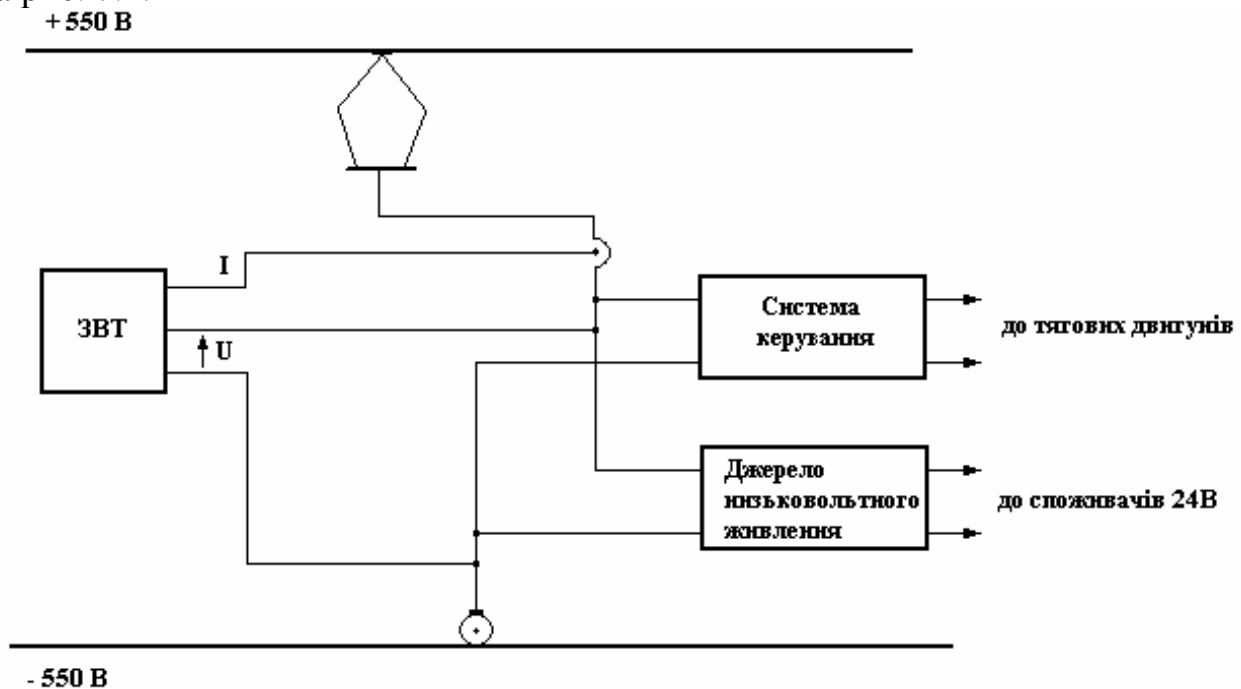 + 550 В
I
ЗВТ
U
Система
керування
до тягових двигунів
Джерело
низьковольтного
живлення
до споживачів 24В
- 550 В